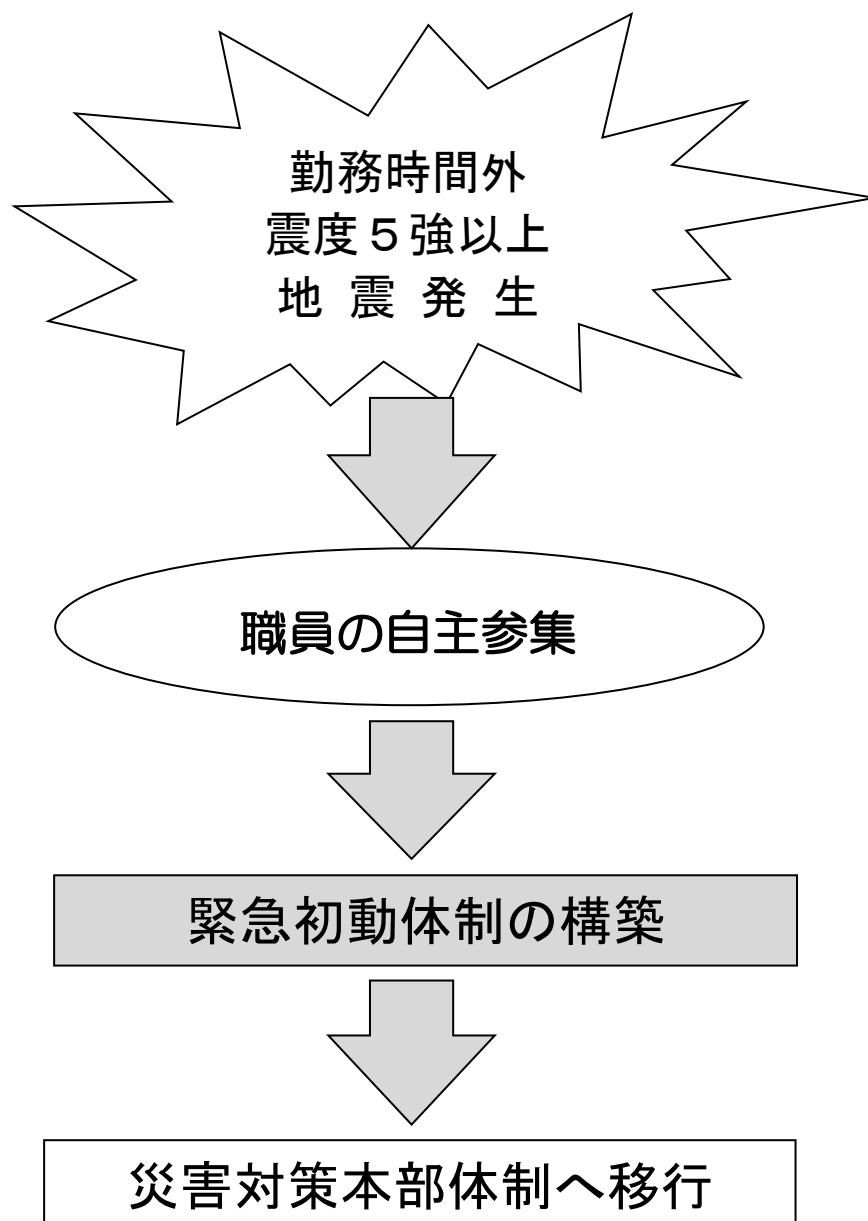 勤務時間外
震度５強以上
地 震 発 生
職員の自主参集
緊急初動体制の構築
災害対策本部体制へ移行